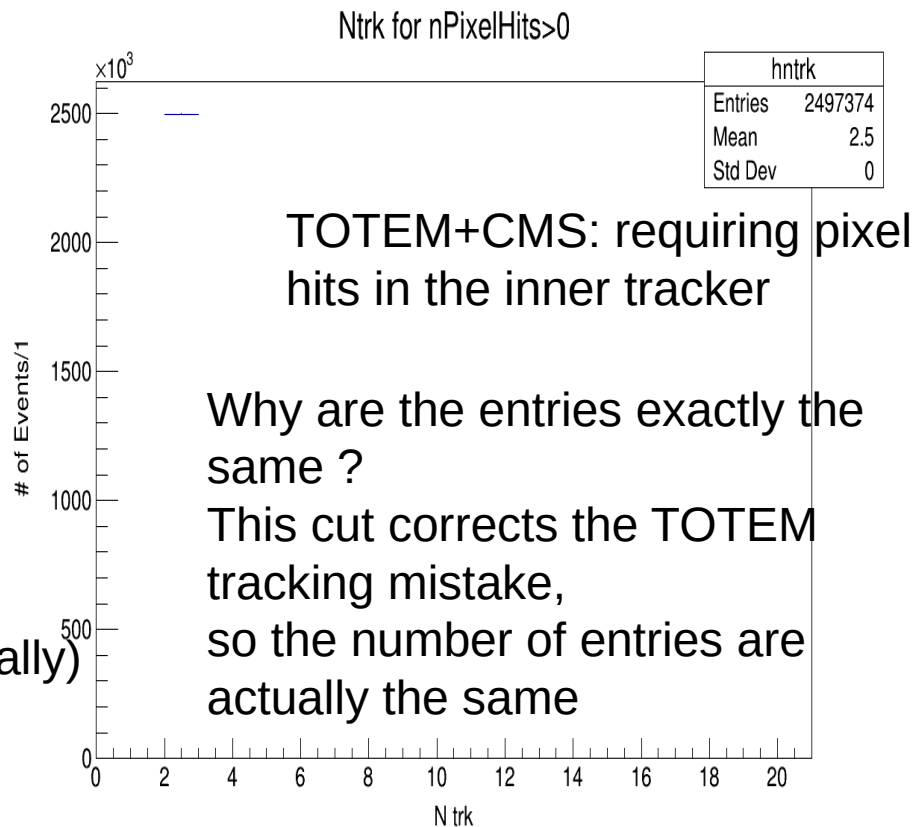 Ntrk for nPixelHits>0
×10³
hntrk
Entries 2497374
Mean 2.5
Std Dev 0
2500
2000
1500
1000
500
0
# of Events/1
TOTEM+CMS: requiring pixel
hits in the inner tracker
Why are the entries exactly the
same ?
This cut corrects the TOTEM
tracking mistake,
so the number of entries are
actually the same
ally)
0 2 4 6 8 10 12 14 16 18 20
N trk